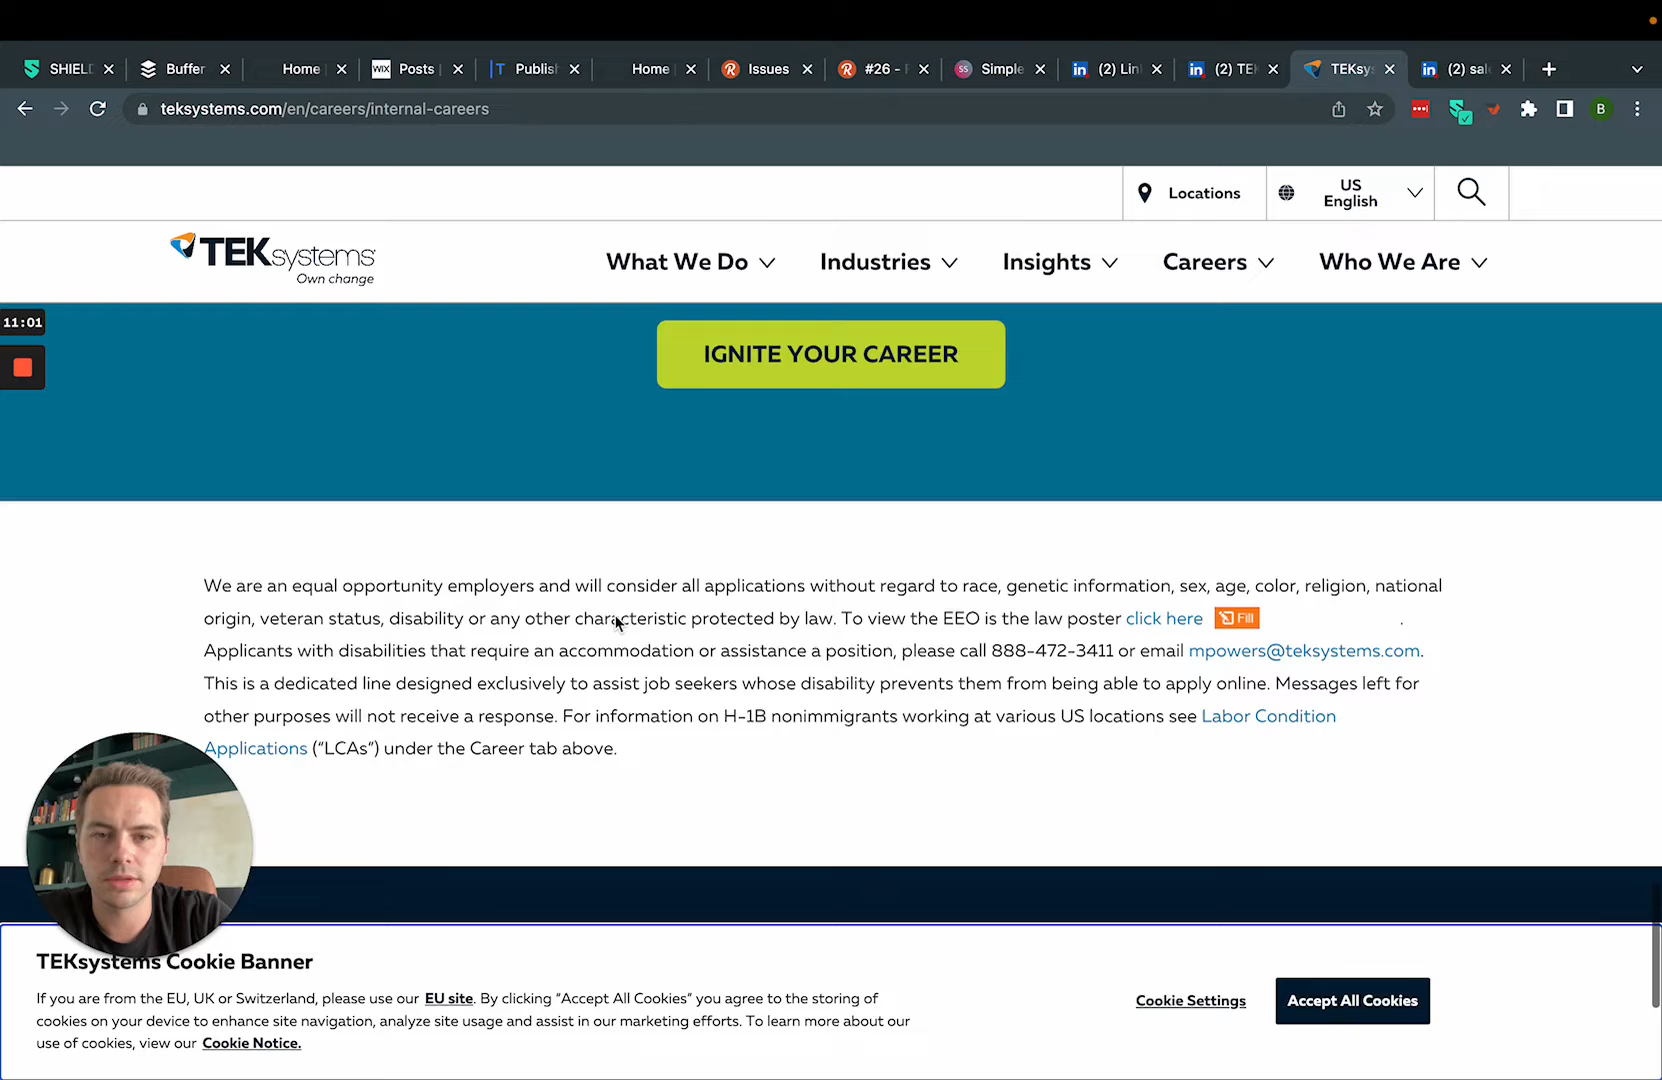 SHIELD
Buffer
Home
Posts
Publish
Home
Issues
#26 -
Simple
(2) Lin
(2) TEK
TEKsys
(2) sale
teksystems.com/en/careers/internal-careers
B
Locations
US
English
TEKsystems
Own change
What We Do
Industries
Insights
Careers
Who We Are
11:01
IGNITE YOUR CAREER
We are an equal opportunity employers and will consider all applications without regard to race, genetic information, sex, age, color, religion, national
origin, veteran status, disability or any other characteristic protected by law. To view the EEO is the law poster click here Fill .
Applicants with disabilities that require an accommodation or assistance a position, please call 888-472-3411 or email mpowers@teksystems.com.
This is a dedicated line designed exclusively to assist job seekers whose disability prevents them from being able to apply online. Messages left for
other purposes will not receive a response. For information on H-1B nonimmigrants working at various US locations see Labor Condition
Applications (“LCAs”) under the Career tab above.
TEKsystems Cookie Banner
If you are from the EU, UK or Switzerland, please use our EU site. By clicking “Accept All Cookies” you agree to the storing of
cookies on your device to enhance site navigation, analyze site usage and assist in our marketing efforts. To learn more about our
use of cookies, view our Cookie Notice.
Cookie Settings
Accept All Cookies